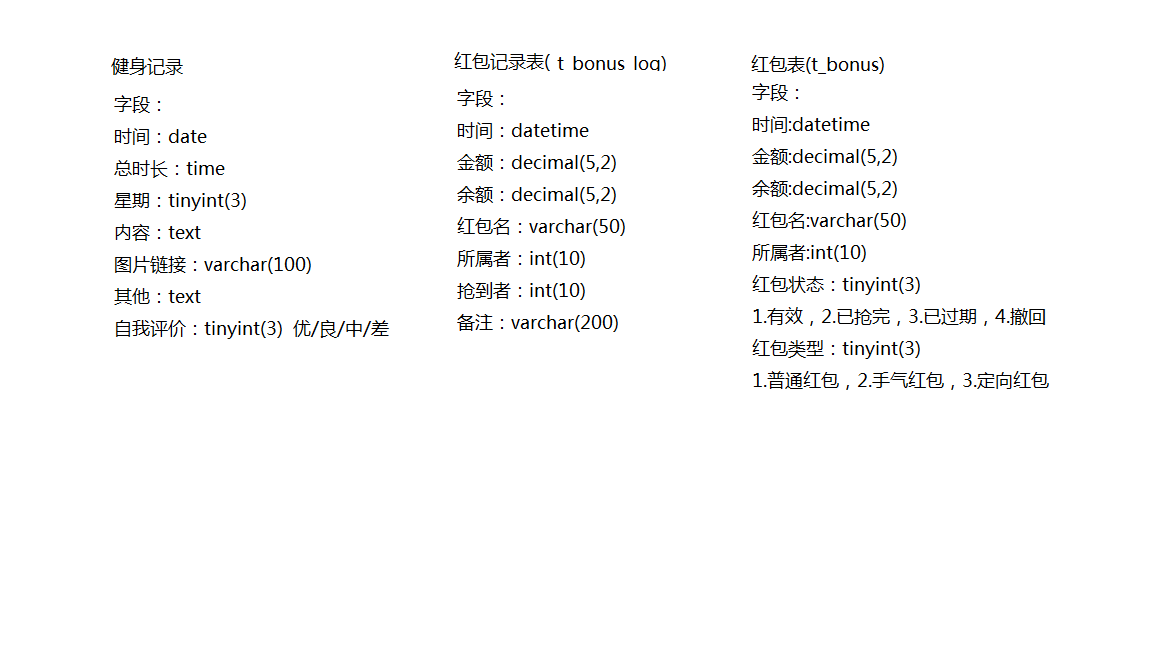 健身记录
字段：
时间：date
总时长：time
星期：tinyint(3)
内容：text
图片链接：varchar(100)
其他：text
自我评价：tinyint(3)  优/良/中/差
红包记录表( t_bonus_log)
字段：
时间：datetime
金额：decimal(5,2)
余额：decimal(5,2)
红包名：varchar(50)
所属者：int(10)
抢到者：int(10)
备注：varchar(200)
红包表(t_bonus)
字段：
时间:datetime
金额:decimal(5,2)
余额:decimal(5,2)
红包名:varchar(50)
所属者:int(10)
红包状态：tinyint(3)
1.有效，2.已抢完，3.已过期，4.撤回
红包类型：tinyint(3)
1.普通红包，2.手气红包，3.定向红包